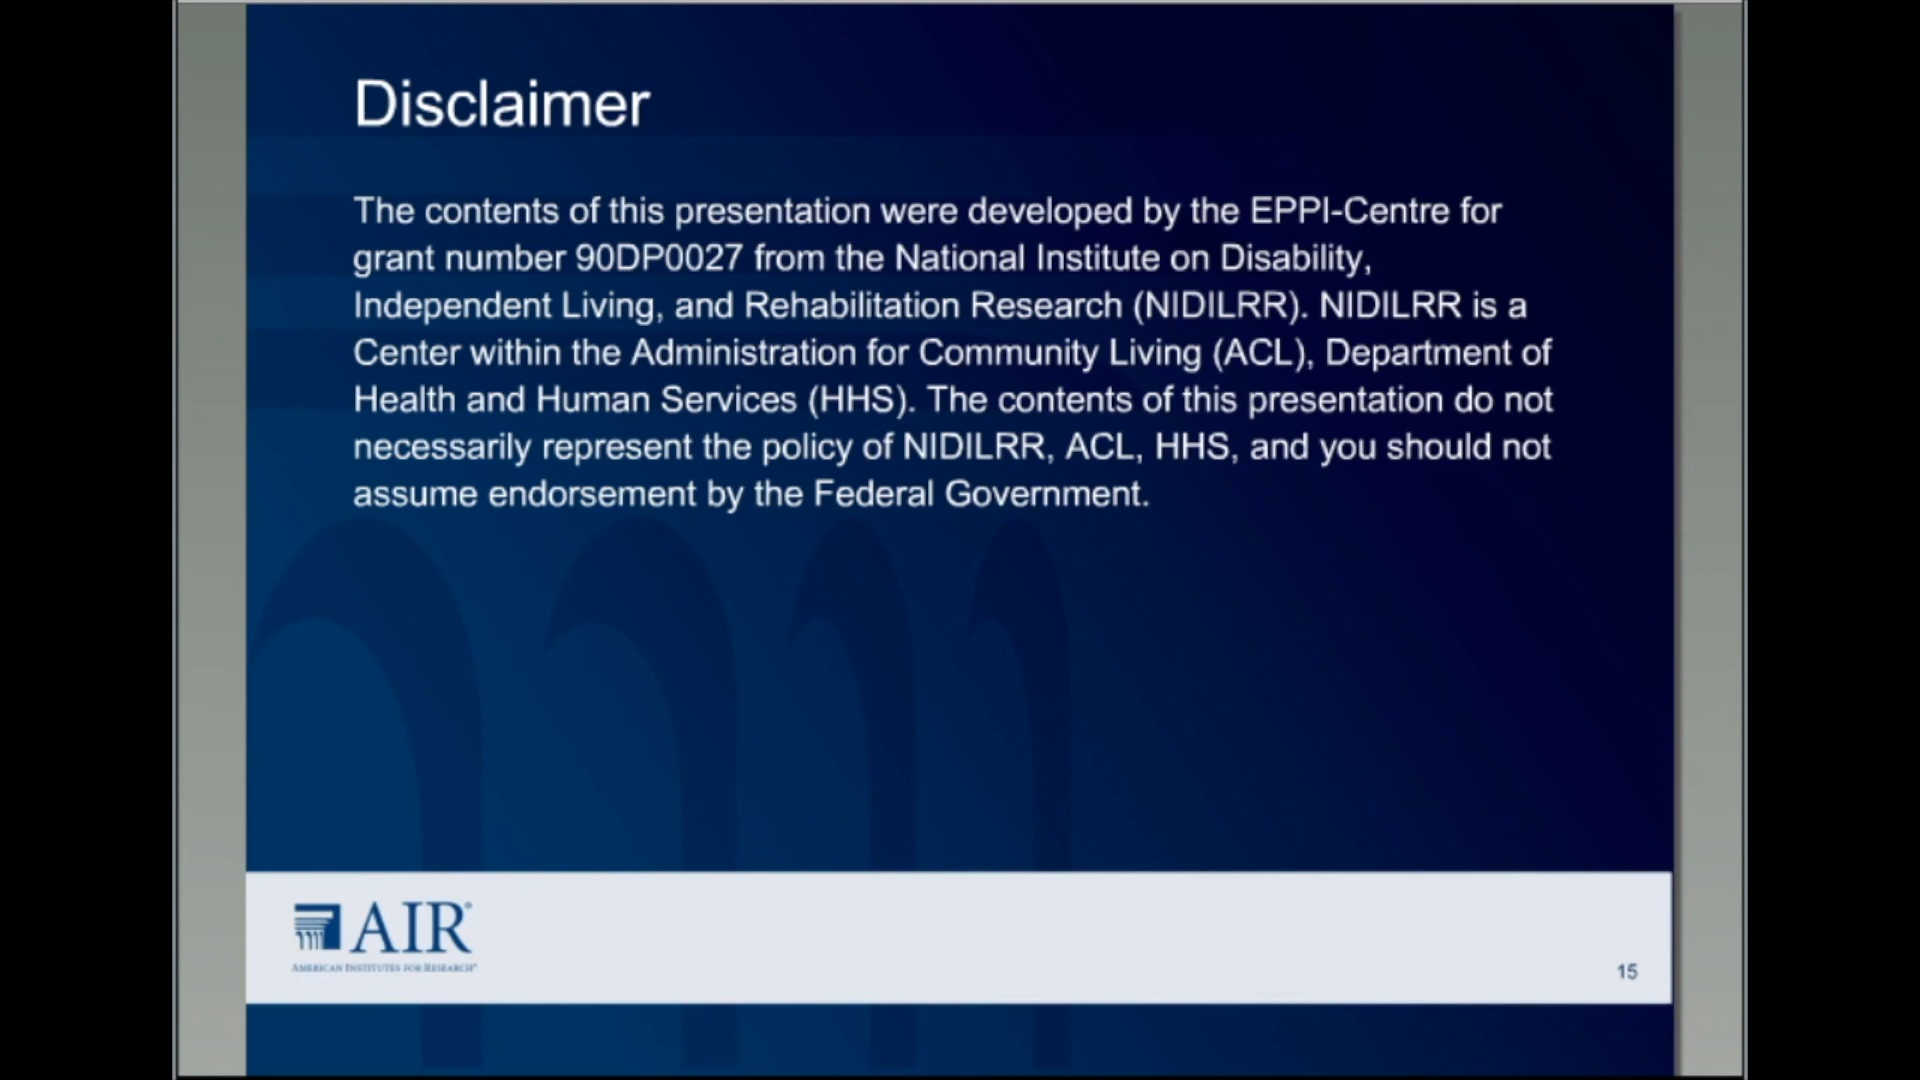 Disclaimer
The contents of this presentation were developed by the EPPI-Centre for
grant number 90DP0027 from the National Institute on Disability,
Independent Living, and Rehabilitation Research (NIDILRR). NIDILRR is a
Center within the Administration for Community Living (ACL), Department of
Health and Human Services (HHS). The contents of this presentation do not
necessarily represent the policy of NIDILRR, ACL, HHS, and you should not
assume endorsement by the Federal Government.
AIR®
AMERICAN INSTITUTES FOR RESEARCH®
15